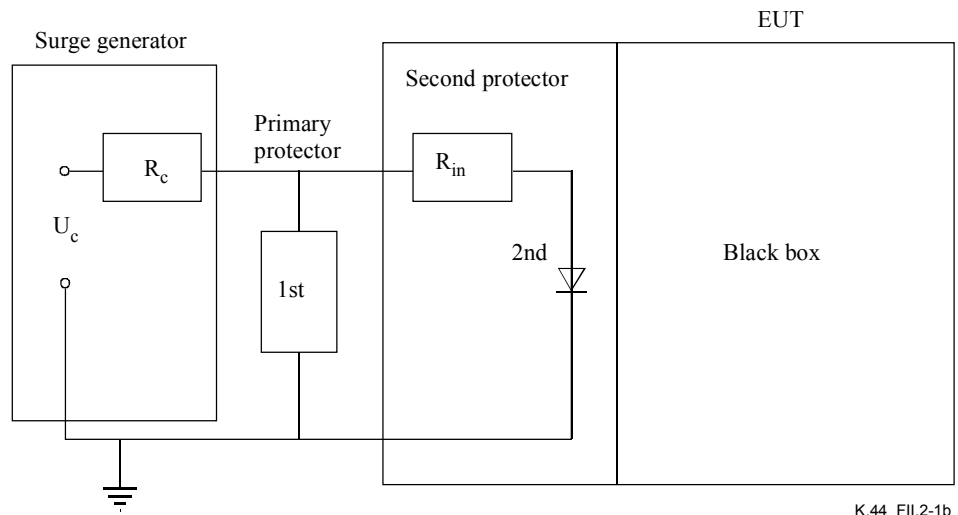 EUT
Surge generator
Second protector
Primary
protector
R_c
R_in
U_c
2nd
1st
Black box
K.44_FII.2-1b